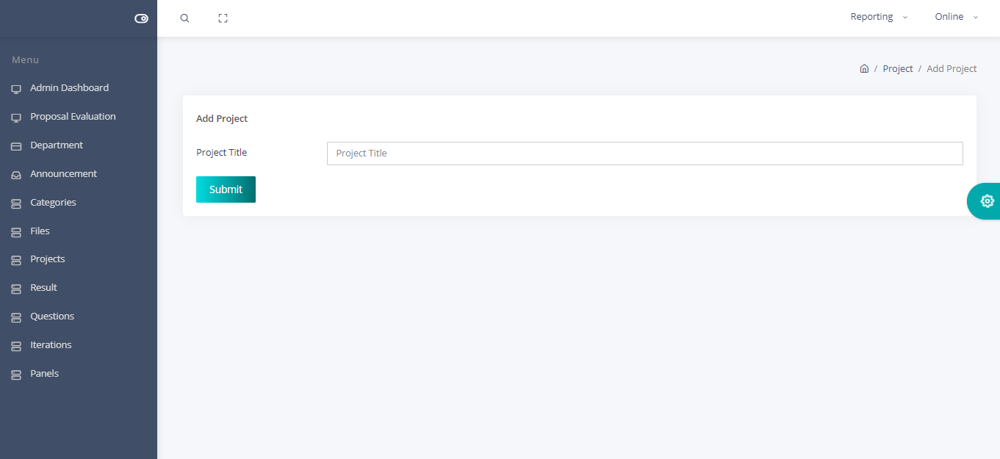 Reporting
Online
Menu
Admin Dashboard
Proposal Evaluation
Department
Announcement
Categories
Files
Projects
Result
Questions
Iterations
Panels
/ Project / Add Project
Add Project
Project Title
Project Title
Submit